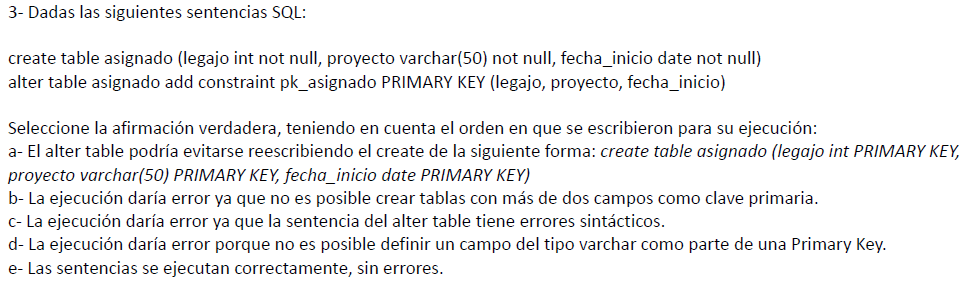 3- Dadas las siguientes sentencias SQL:
create table asignado (legajo int not null, proyecto varchar(50) not null, fecha_inicio date not null)
alter table asignado add constraint pk_asignado PRIMARY KEY (legajo, proyecto, fecha_inicio)
Seleccione la afirmación verdadera, teniendo en cuenta el orden en que se escribieron para su ejecución:
a- El alter table podría evitarse reescribiendo el create de la siguiente forma: create table asignado (legajo int PRIMARY KEY,
proyecto varchar(50) PRIMARY KEY, fecha_inicio date PRIMARY KEY)
b- La ejecución daría error ya que no es posible crear tablas con más de dos campos como clave primaria.
c- La ejecución daría error ya que la sentencia del alter table tiene errores sintácticos.
d- La ejecución daría error porque no es posible definir un campo del tipo varchar como parte de una Primary Key.
e- Las sentencias se ejecutan correctamente, sin errores.